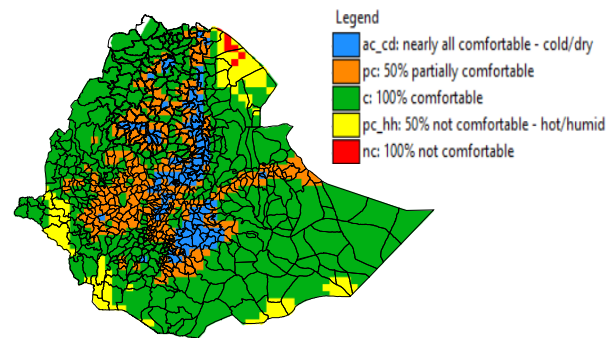 Legend
ac_cd: nearly all comfortable - cold/dry
pc: 50% partially comfortable
c: 100% comfortable
pc_hh: 50% not comfortable - hot/humid
nc: 100% not comfortable